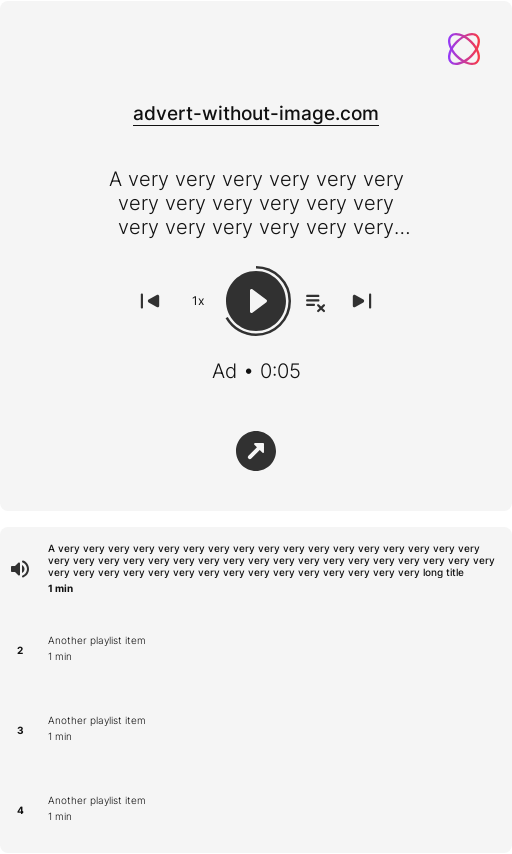 advert-without-image.com
A very very very very very very
very very very very very very
very very very very very very...
1x
Ad • 0:05
A very very very very very very very very very very very very very very very very very
very very very very very very very very very very very very very very very very very very
very very very very very very very very very very very very very very very long title
1 min
2
Another playlist item
1 min
3
Another playlist item
1 min
4
Another playlist item
1 min